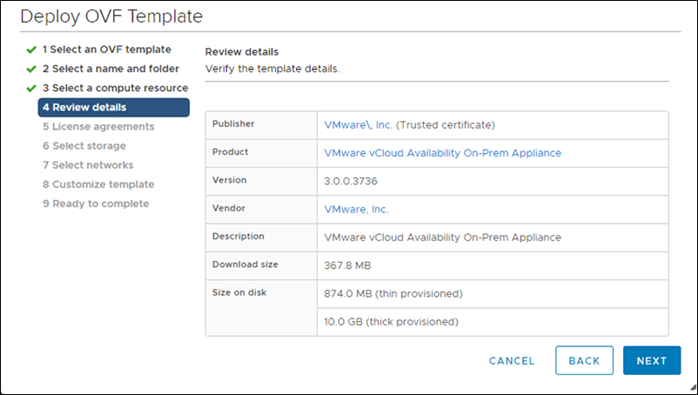 Deploy OVF Template
1 Select an OVF template
2 Select a name and folder
3 Select a compute resource
4 Review details
5 License agreements
6 Select storage
7 Select networks
8 Customize template
9 Ready to complete
Review details
Verify the template details.
Publisher VMware\, Inc. (Trusted certificate)
Product VMware vCloud Availability On-Prem Appliance
Version 3.0.0.3736
Vendor VMware, Inc.
Description VMware vCloud Availability On-Prem Appliance
Download size 367.8 MB
Size on disk 874.0 MB (thin provisioned)
10.0 GB (thick provisioned)
CANCEL BACK NEXT